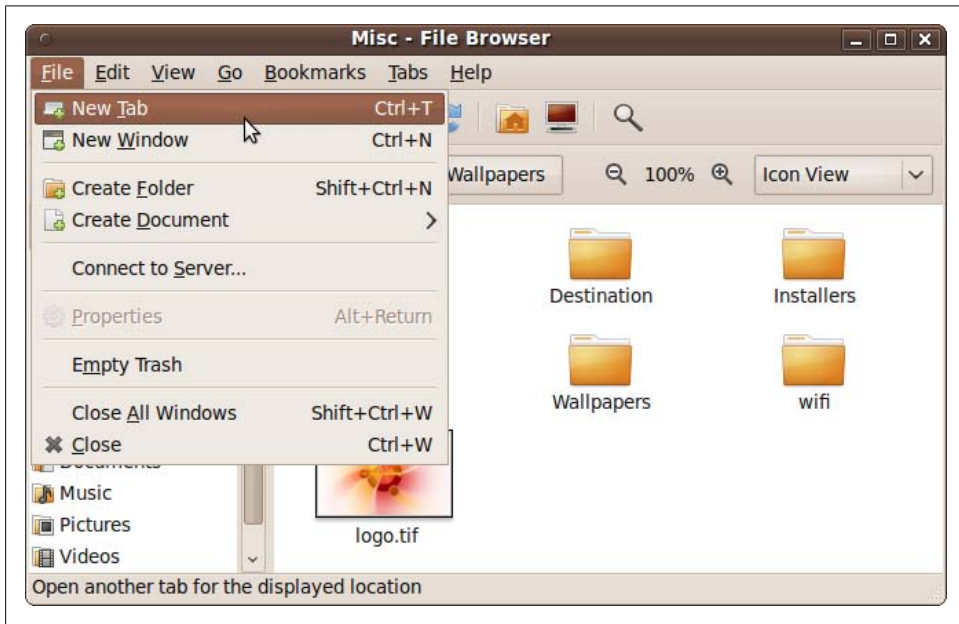 Misc - File Browser
File Edit View Go Bookmarks Tabs Help
New Tab Ctrl+T
New Window Ctrl+N
Create Folder Shift+Ctrl+N
Create Document
Connect to Server...
Properties Alt+Return
Empty Trash
Close All Windows Shift+Ctrl+W
Close Ctrl+W
Wallpapers 100% Icon View
Destination Installers
Wallpapers wifi
logo.tif
Documents
Music
Pictures
Videos
Open another tab for the displayed location